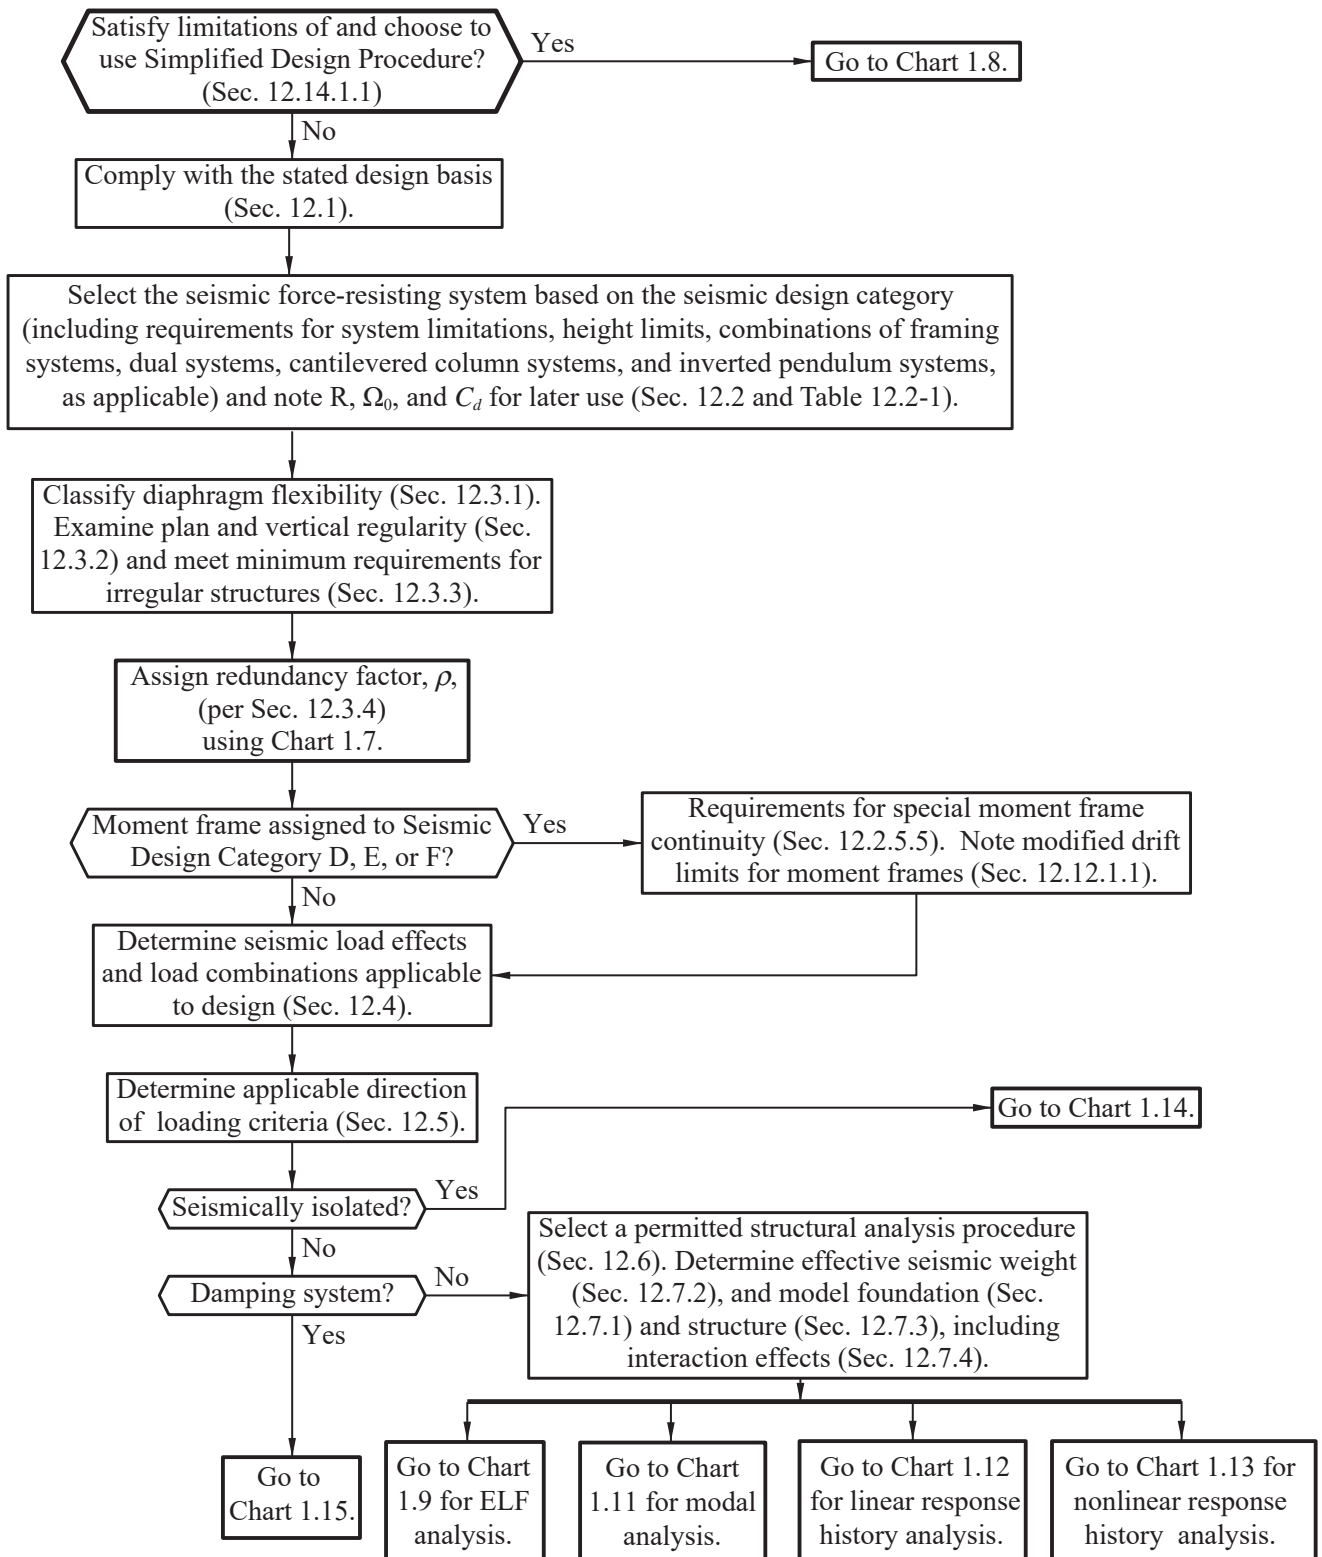 Satisfy limitations of and choose to
use Simplified Design Procedure?
(Sec. 12.14.1.1)
Yes
Go to Chart 1.8.
No
Comply with the stated design basis
(Sec. 12.1).
Select the seismic force-resisting system based on the seismic design category
(including requirements for system limitations, height limits, combinations of framing
systems, dual systems, cantilevered column systems, and inverted pendulum systems,
as applicable) and note R, Ω₀, and C_d for later use (Sec. 12.2 and Table 12.2-1).
Classify diaphragm flexibility (Sec. 12.3.1).
Examine plan and vertical regularity (Sec.
12.3.2) and meet minimum requirements for
irregular structures (Sec. 12.3.3).
Assign redundancy factor, ρ,
(per Sec. 12.3.4)
using Chart 1.7.
Moment frame assigned to Seismic
Design Category D, E, or F?
Yes
Requirements for special moment frame
continuity (Sec. 12.2.5.5). Note modified drift
limits for moment frames (Sec. 12.12.1.1).
No
Determine seismic load effects
and load combinations applicable
to design (Sec. 12.4).
Determine applicable direction
of loading criteria (Sec. 12.5).
Go to Chart 1.14.
Seismically isolated?
Yes
No
Damping system?
No
Select a permitted structural analysis procedure
(Sec. 12.6). Determine effective seismic weight
(Sec. 12.7.2), and model foundation (Sec.
12.7.1) and structure (Sec. 12.7.3), including
interaction effects (Sec. 12.7.4).
Yes
Go to
Chart 1.15.
Go to Chart
1.9 for ELF
analysis.
Go to Chart
1.11 for modal
analysis.
Go to Chart 1.12
for linear response
history analysis.
Go to Chart 1.13 for
nonlinear response
history analysis.